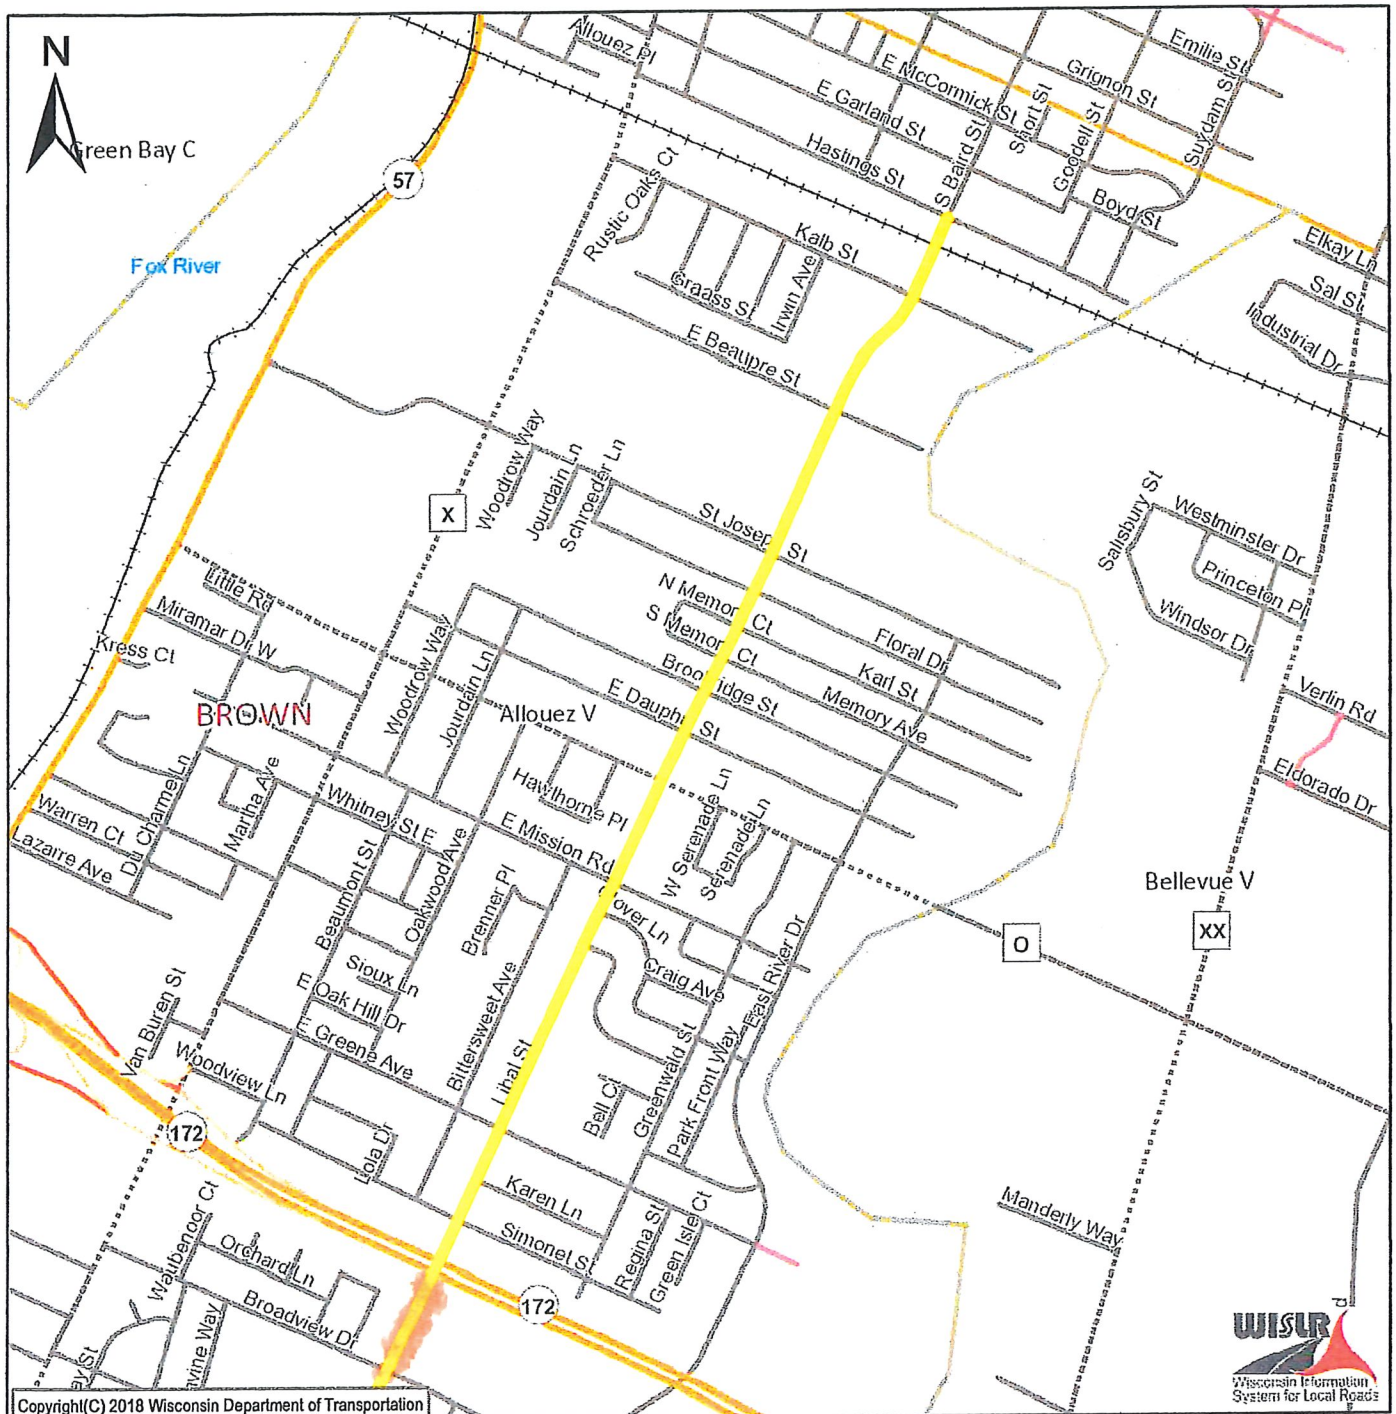 N
Green Bay C
57
Fox River
Allouez Pl
Emilie St
Grignon St
E McCormick St
Short St
E Garland St
Suydam St
Goodell St
Hastings St
S Baird St
Boyd St
Rustic Oaks Ct
Kalb St
Elkay Ln
Sal St
Industrial Dr
Graass S
Irwin Ave
E Beaupre St
X
Woodrow Way
Jourdain Ln
Schroeder Ln
St Josep St
Salisbury St
Westminster Dr
Princeton Pl
Windsor Dr
Little Rd
Miramar Dr W
Kress Ct
N Memor Ct
S Memory Ct
Floral Dr
Karl St
Memory Ave
Woodrow Way
Jourdain Ln
Brookridge St
E Dauphin St
Verlin Rd
BROWN
Allouez V
Eldorado Dr
Hawthorne Pl
Du Charme Ln
Martha Ave
Whitney St E
Warren Ct
Lazarre Ave
E Mission Rd
W Serenade Ln
Serenade Ln
Bellevue V
Beaumont St
Oakwood Ave
Brenner Pl
Clover Ln
O
XX
Sioux Ln
Craig Ave
East River Dr
E Oak Hill Dr
Van Buren St
E Greene Ave
Bittersweet Ave
Libal St
Greenwald St
Park Front Way
Woodview Ln
Bell Ct
172
Lola Dr
Karen Ln
Manderly Way
Waubenoor Ct
Orchard Ln
Simonet St
Regina St
Green Isle Ct
172
Broadview Dr
vine Way
ay St
WISLR
Wisconsin Information
System for Local Roads
Copyright(C) 2018 Wisconsin Department of Transportation